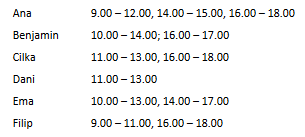 Ana 9.00 – 12.00, 14.00 – 15.00, 16.00 – 18.00
Benjamin 10.00 – 14.00; 16.00 – 17.00
Cilka 11.00 – 13.00, 16.00 – 18.00
Dani 11.00 – 13.00
Ema 10.00 – 13.00, 14.00 – 17.00
Filip 9.00 – 11.00, 16.00 – 18.00